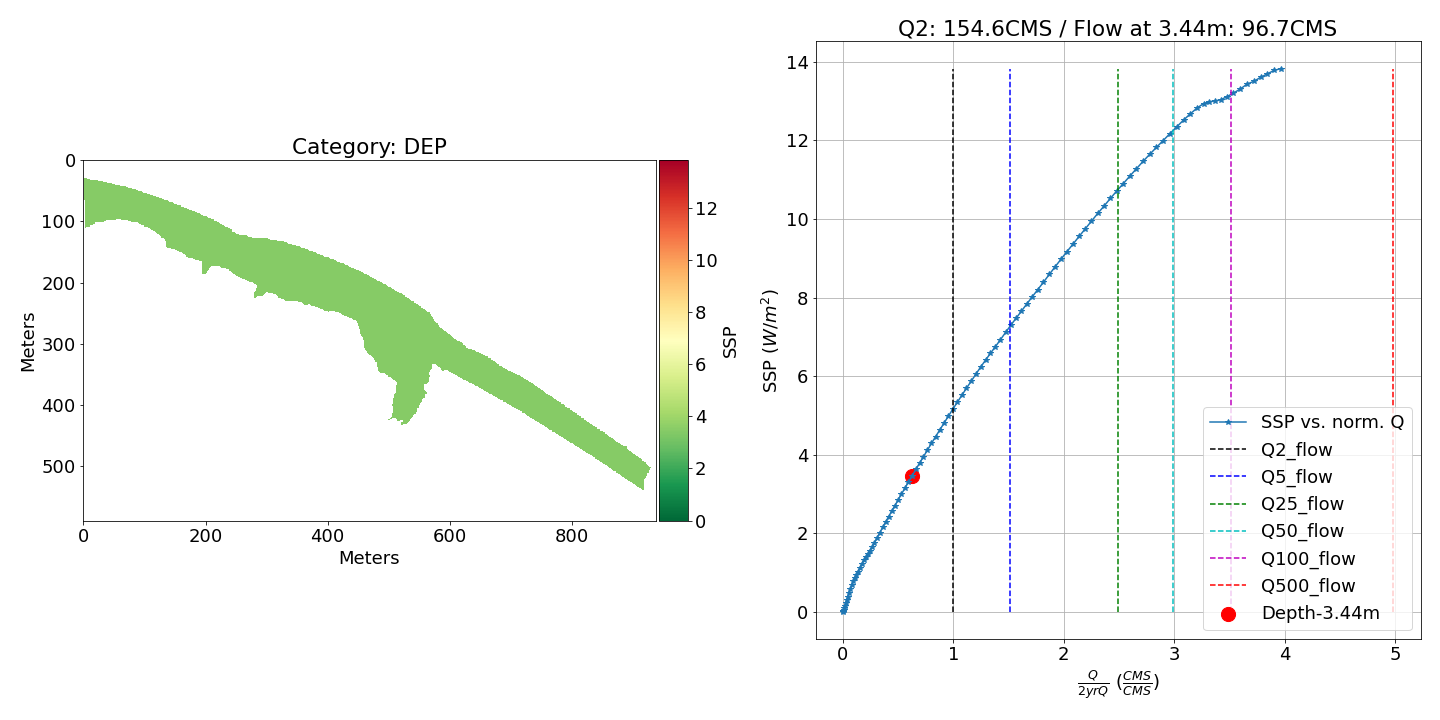 Category: DEP
0
100
200
300
400
500
Meters
0
200
400
600
800
Meters
12
10
8
6
4
2
0
SSP
Q2: 154.6CMS / Flow at 3.44m: 96.7CMS
14
12
10
8
6
4
2
0
SSP (W/m²)
0
1
2
3
4
5
Q/2yrQ (CMS/CMS)
SSP vs. norm. Q
Q2_flow
Q5_flow
Q25_flow
Q50_flow
Q100_flow
Q500_flow
Depth-3.44m